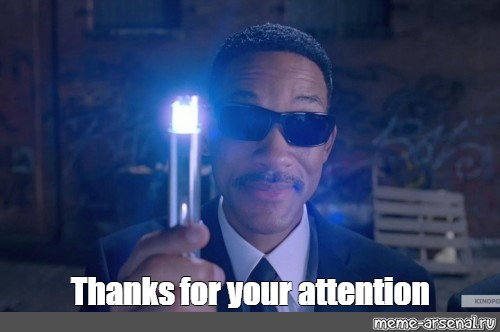 Thanks for your attention
meme-arsenal.ru